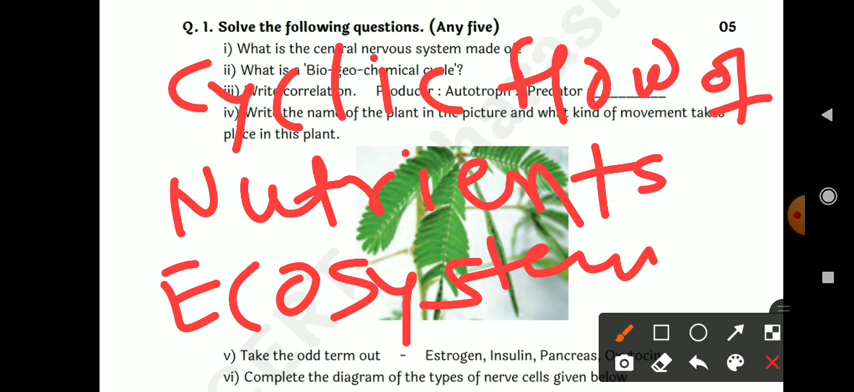 Q. 1. Solve the following questions. (Any five) 05
i) What is the central nervous system made of
ii) What is a 'Bio-geo-chemical cycle'?
iii) Write correlation. Producer : Autotroph : Predator ________
iv) Write the name of the plant in the picture and what kind of movement takes
place in this plant.
Cyclic flow of
Nutrients
Ecosystem
v) Take the odd term out - Estrogen, Insulin, Pancreas,
vi) Complete the diagram of the types of nerve cells given below